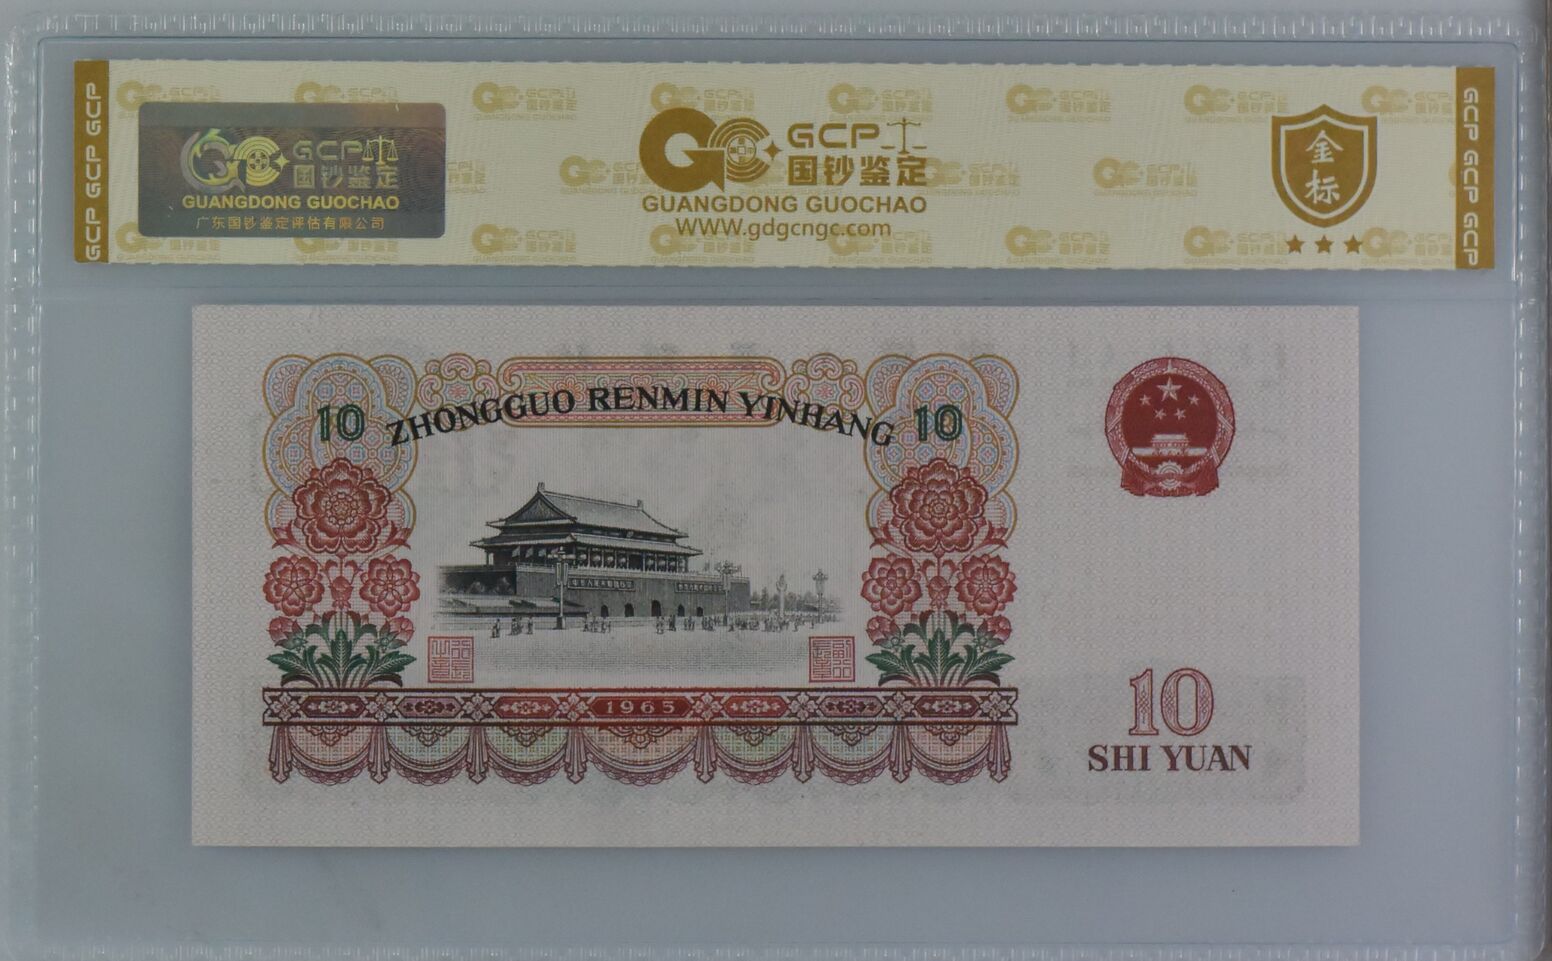 GCP GCP GCP
GCP
国钞鉴定
GUANGDONG GUOCHAO
广东国钞鉴定评估有限公司
GCP
国钞鉴定
GUANGDONG GUOCHAO
WWW.gdgcngc.com
金标
GCP GCP GCP
10 ZHONGGUO RENMIN YINHANG 10
1965
10
SHI YUAN